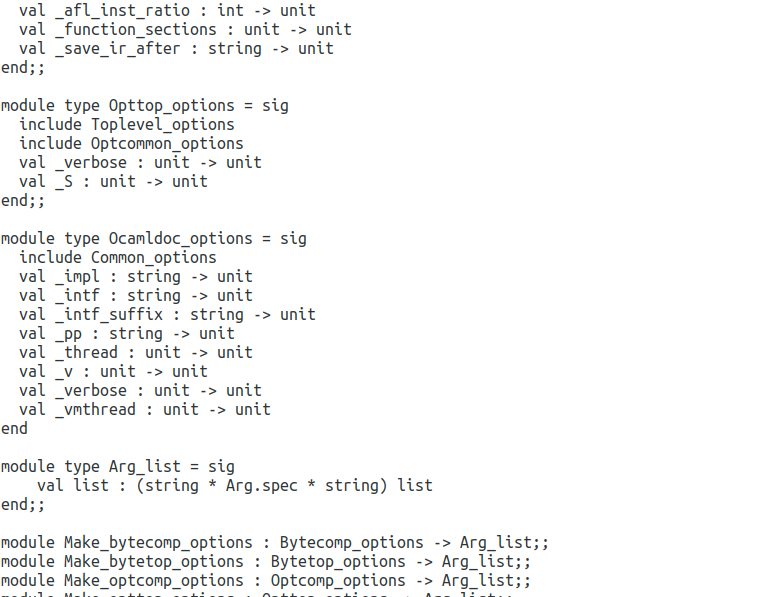 val _afl_inst_ratio : int -> unit
val _function_sections : unit -> unit
val _save_ir_after : string -> unit
end;;
module type Opttop_options = sig
include Toplevel_options
include Optcommon_options
val _verbose : unit -> unit
val _S : unit -> unit
end;;
module type Ocamldoc_options = sig
include Common_options
val _impl : string -> unit
val _intf : string -> unit
val _intf_suffix : string -> unit
val _pp : string -> unit
val _thread : unit -> unit
val _v : unit -> unit
val _verbose : unit -> unit
val _vmthread : unit -> unit
end
module type Arg_list = sig
val list : (string * Arg.spec * string) list
end;;
module Make_bytecomp_options : Bytecomp_options -> Arg_list;;
module Make_bytetop_options : Bytetop_options -> Arg_list;;
module Make_optcomp_options : Optcomp_options -> Arg_list;;